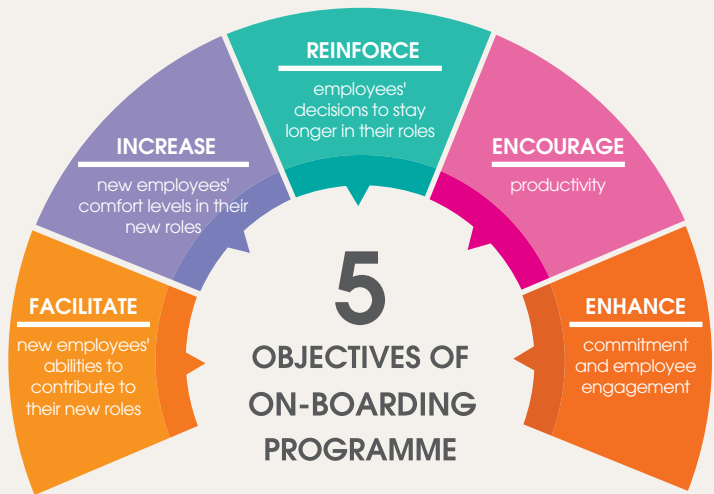 FACILITATE
new employees'
abilities to
contribute to
their new roles
INCREASE
new employees'
comfort levels in their
new roles
REINFORCE
employees'
decisions to stay
longer in their roles
ENCOURAGE
productivity
ENHANCE
commitment
and employee
engagement
5
OBJECTIVES OF
ON-BOARDING
PROGRAMME